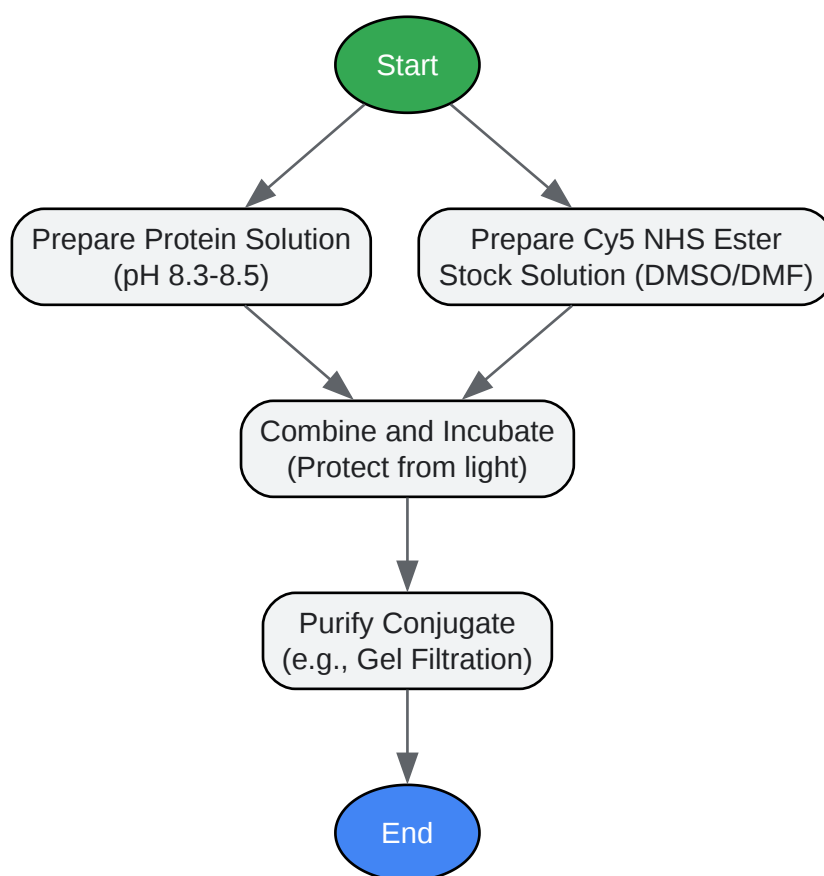 Start
Prepare Protein Solution
(pH 8.3-8.5)
Prepare Cy5 NHS Ester
Stock Solution (DMSO/DMF)
Combine and Incubate
(Protect from light)
Purify Conjugate
(e.g., Gel Filtration)
End